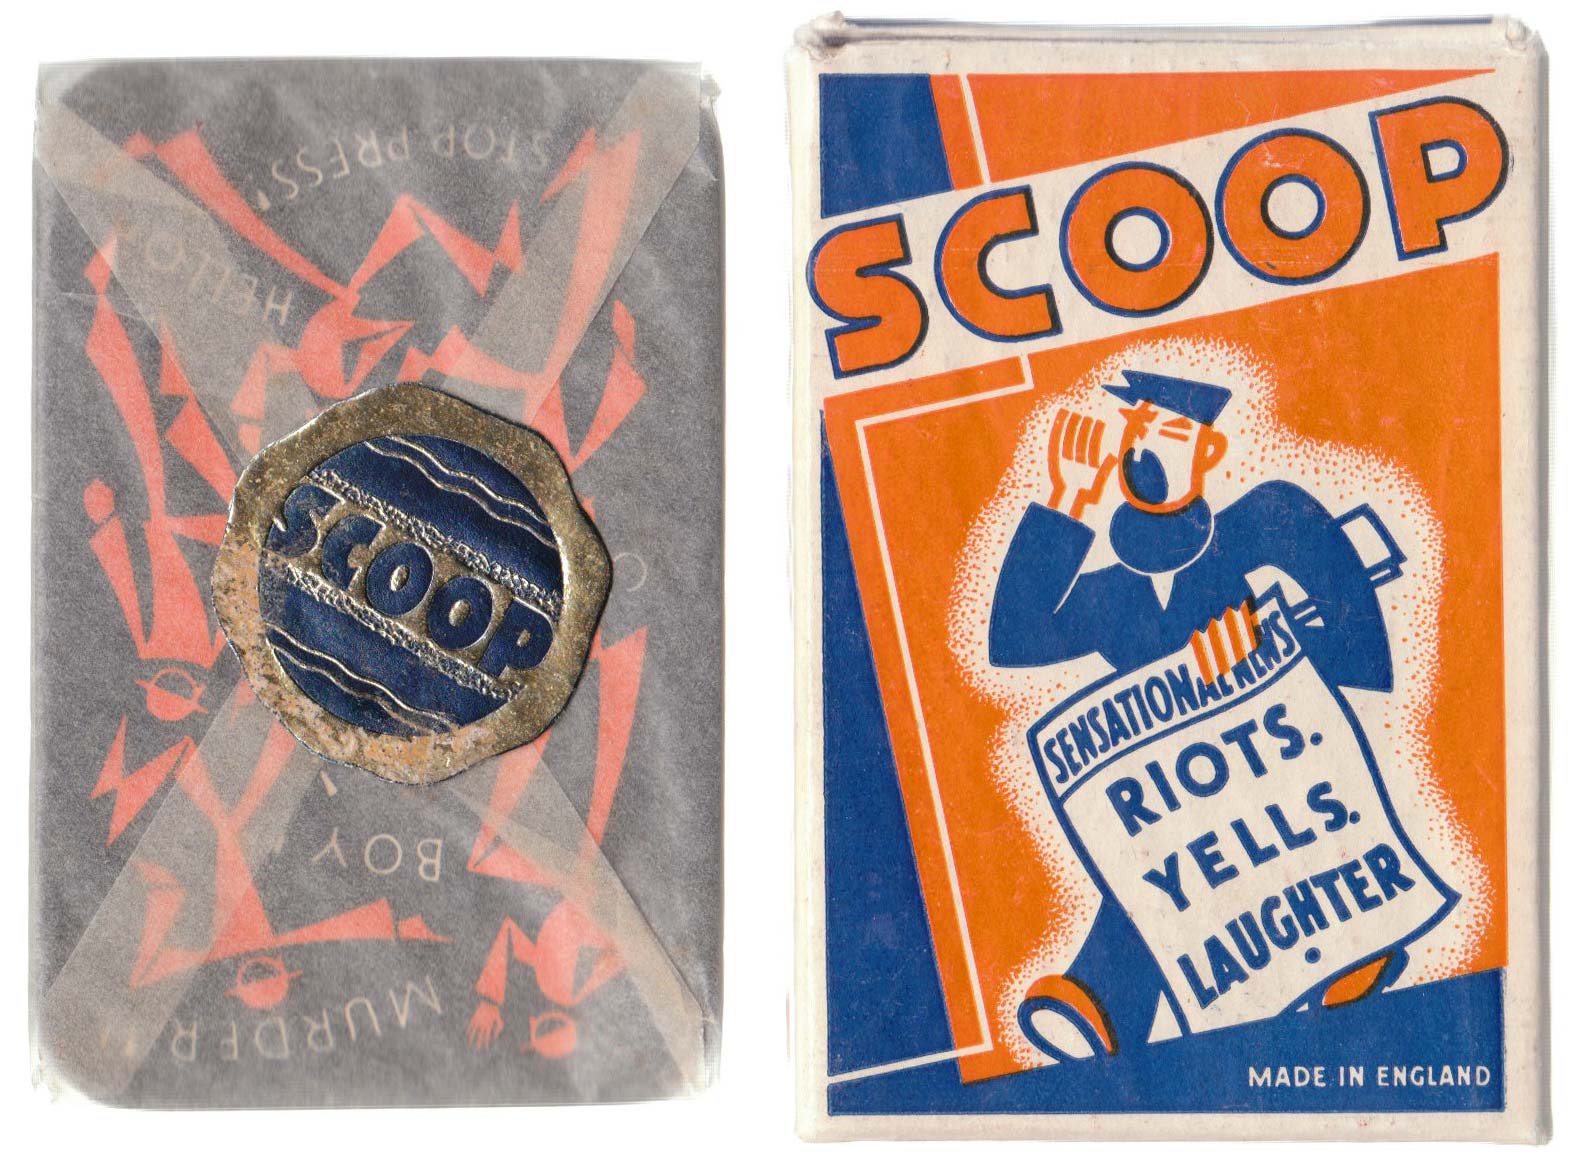 STOP PRESS'
HELLO
BOY
MURDER
SCOOP
SCOOP
SENSATIONAL NEWS
RIOTS.
YELLS.
LAUGHTER
MADE IN ENGLAND